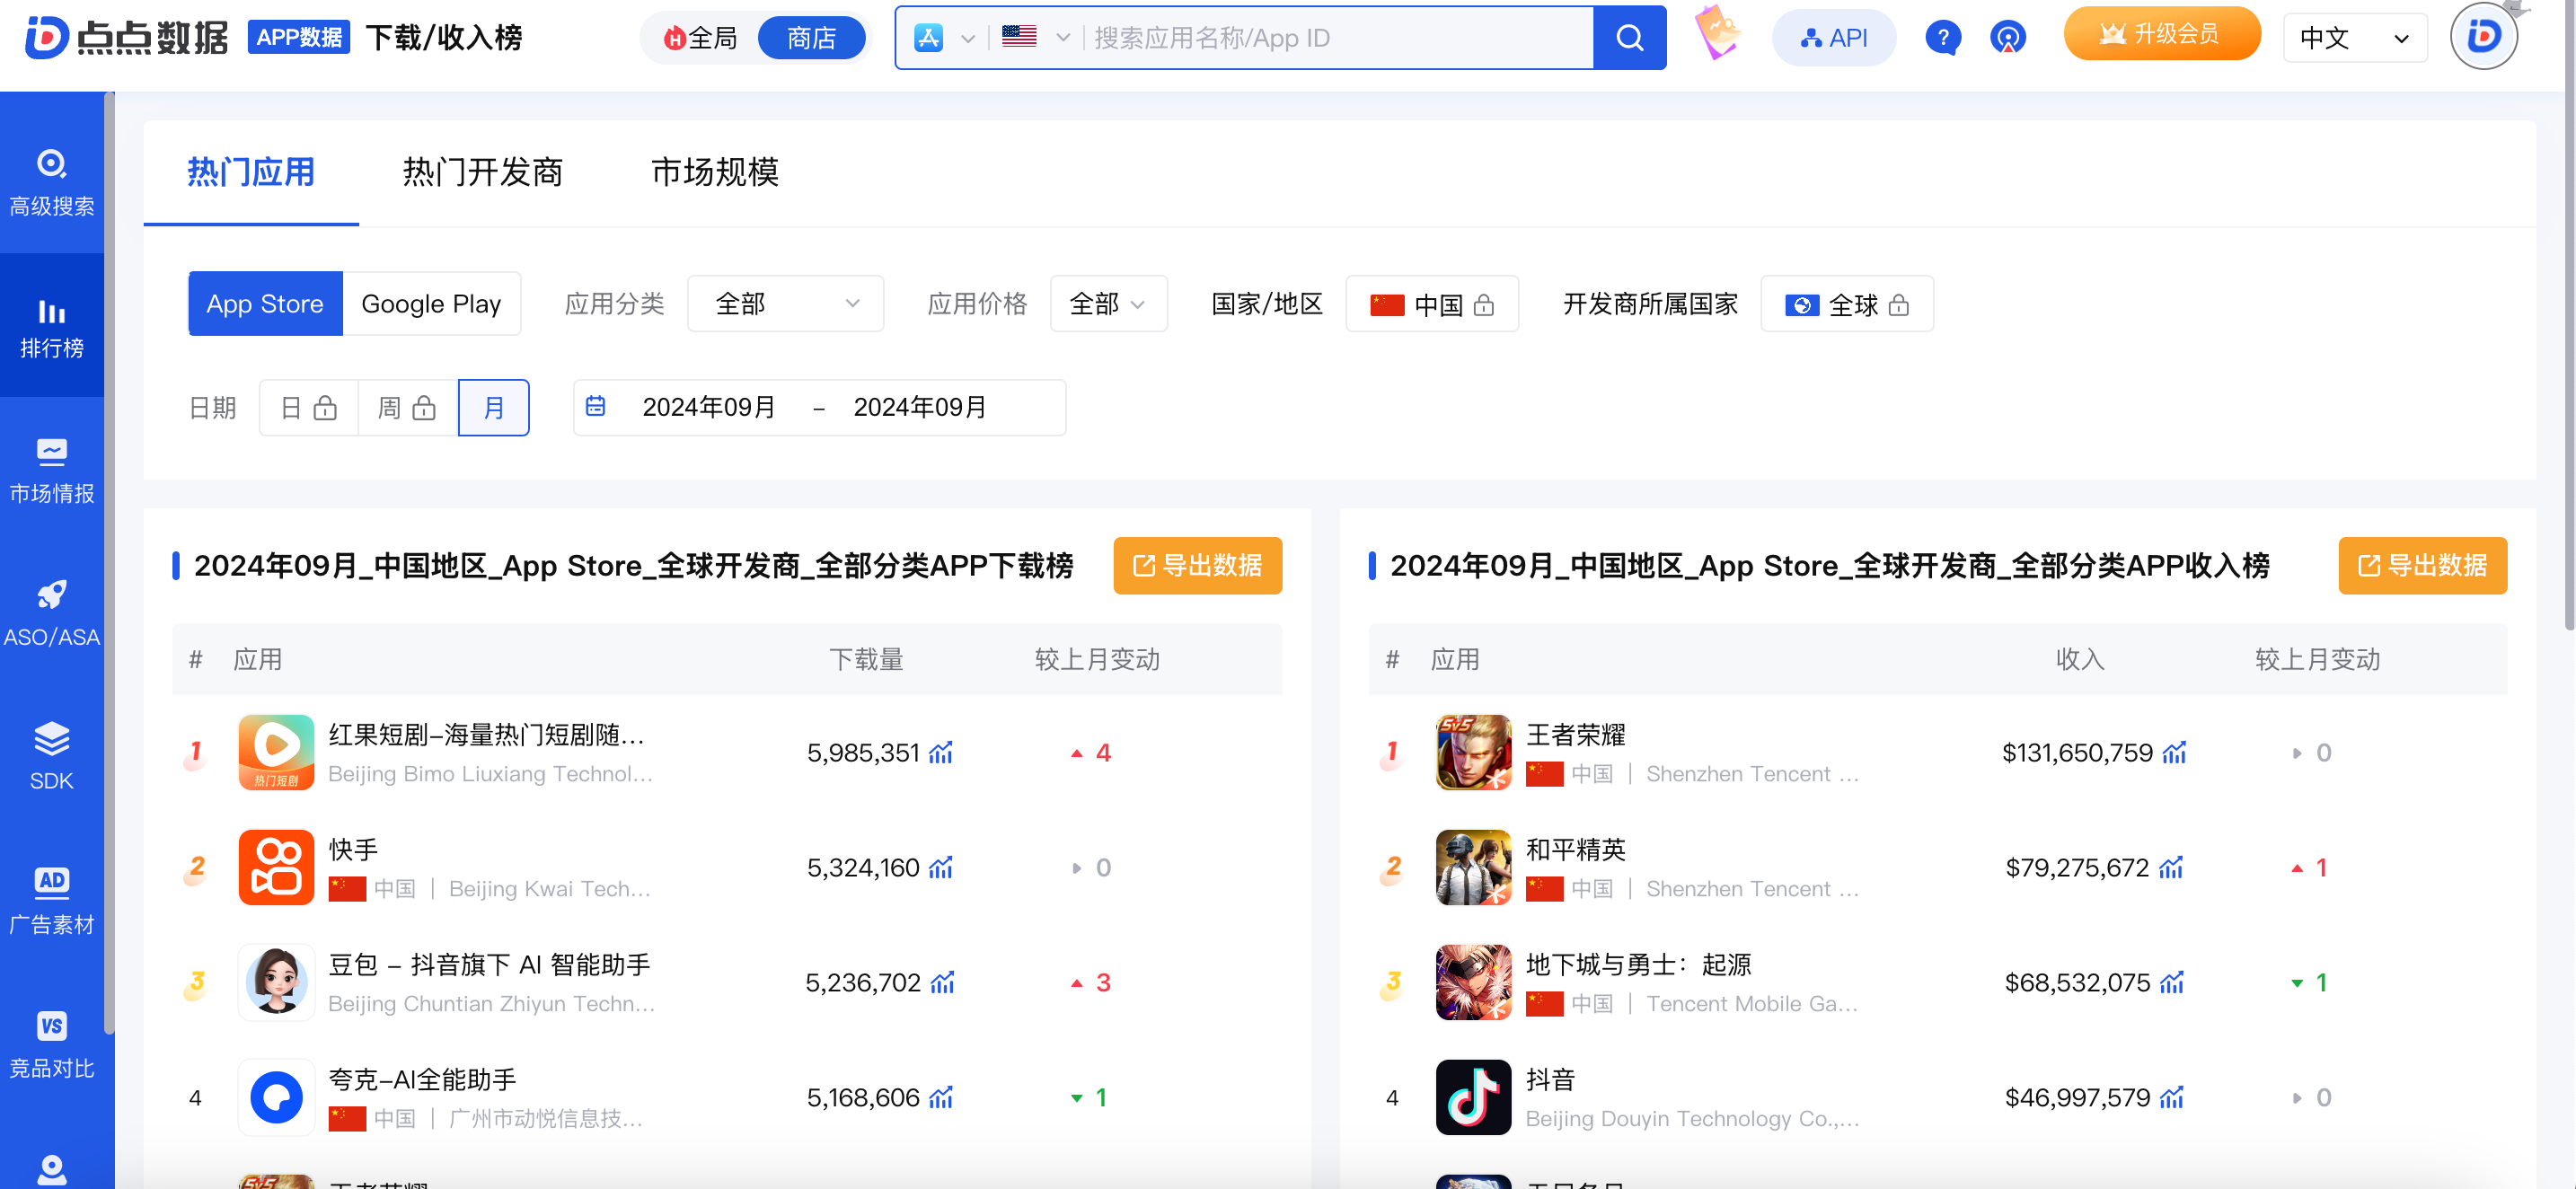 点点数据 APP数据 下载/收入榜 全局 商店 搜索应用名称/App ID API 升级会员 中文
高级搜索
排行榜
市场情报
ASO/ASA
SDK
AD
广告素材
VS
竞品对比
热门应用 热门开发商 市场规模
App Store Google Play 应用分类 全部 应用价格 全部 国家/地区 中国 开发商所属国家 全球
日期 日 周 月 2024年09月 – 2024年09月
2024年09月_中国地区_App Store_全球开发商_全部分类APP下载榜 导出数据
# 应用 下载量 较上月变动
1 红果短剧-海量热门短剧随... 5,985,351 4
热门短剧
Beijing Bimo Liuxiang Technol...
2 快手 5,324,160 0
中国 | Beijing Kwai Tech...
3 豆包 - 抖音旗下 AI 智能助手 5,236,702 3
Beijing Chuntian Zhiyun Techn...
4 夸克-AI全能助手 5,168,606 1
中国 | 广州市动悦信息技...
5v5
王者荣耀
2024年09月_中国地区_App Store_全球开发商_全部分类APP收入榜 导出数据
# 应用 收入 较上月变动
5v5
1 王者荣耀 $131,650,759 0
中国 | Shenzhen Tencent ...
2 和平精英 $79,275,672 1
中国 | Shenzhen Tencent ...
3 地下城与勇士：起源 $68,532,075 1
中国 | Tencent Mobile Ga...
4 抖音 $46,997,579 0
Beijing Douyin Technology Co.,...